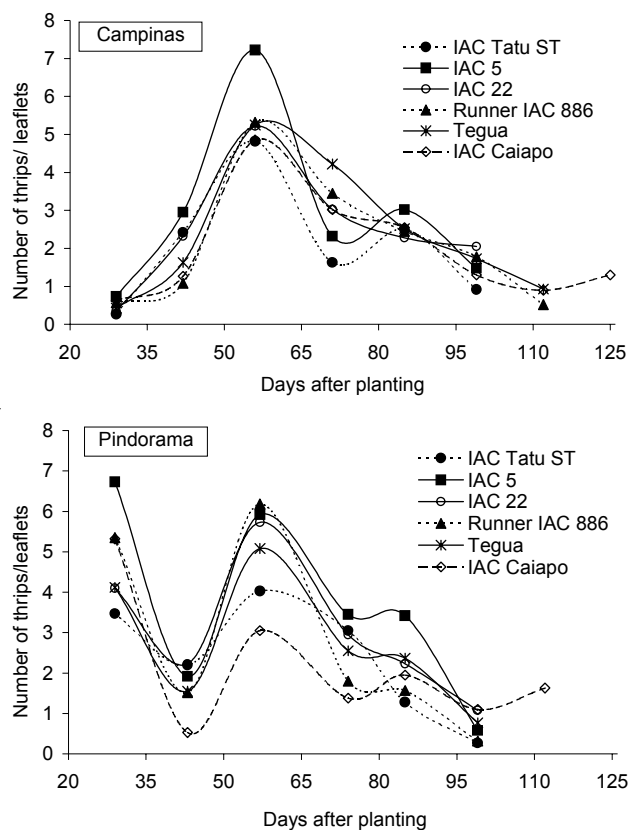 Campinas
IAC Tatu ST
IAC 5
IAC 22
Runner IAC 886
Tegua
IAC Caiapo
Number of thrips/ leaflets
8
7
6
5
4
3
2
1
0
20 35 50 65 80 95 110 125
Days after planting
Pindorama
IAC Tatu ST
IAC 5
IAC 22
Runner IAC 886
Tegua
IAC Caiapo
Number of thrips/leaflets
8
7
6
5
4
3
2
1
0
20 35 50 65 80 95 110 125
Days after planting